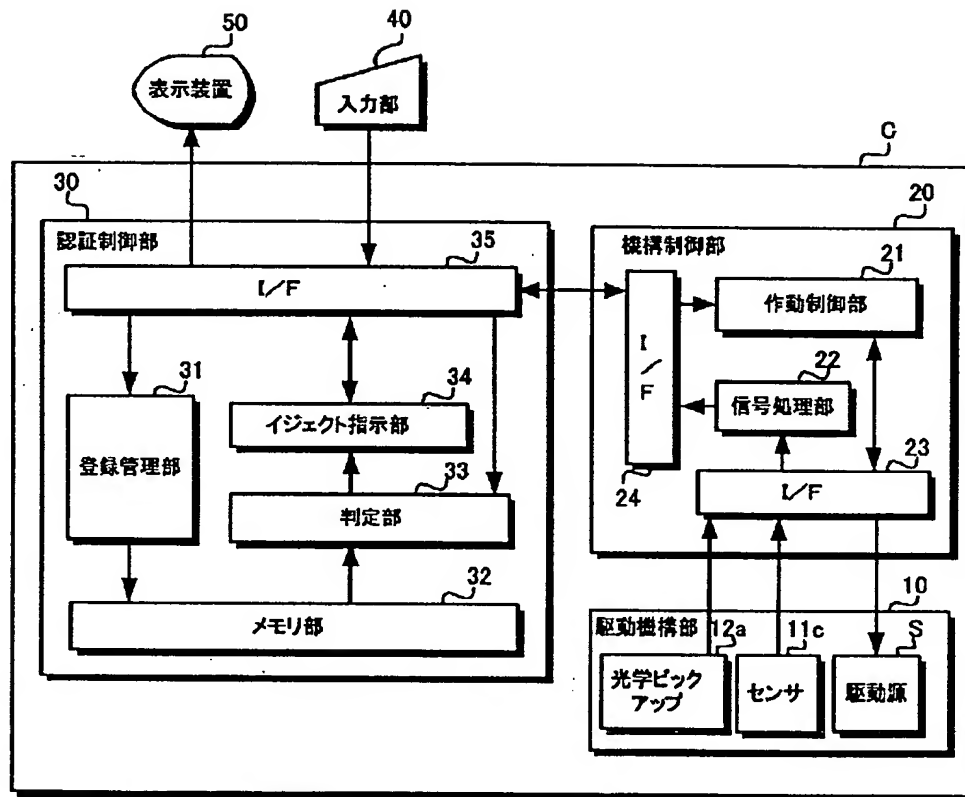 50
40
表示装置
入力部
G
30
認証制御部
35
I/F
20
機構制御部
21
作動制御部
I/F
22
信号処理部
31
登録管理部
34
イジェクト指示部
23
I/F
24
33
判定部
32
メモリ部
10
駆動機構部
12a
11c
S
光学ピック
アップ
センサ
駆動源